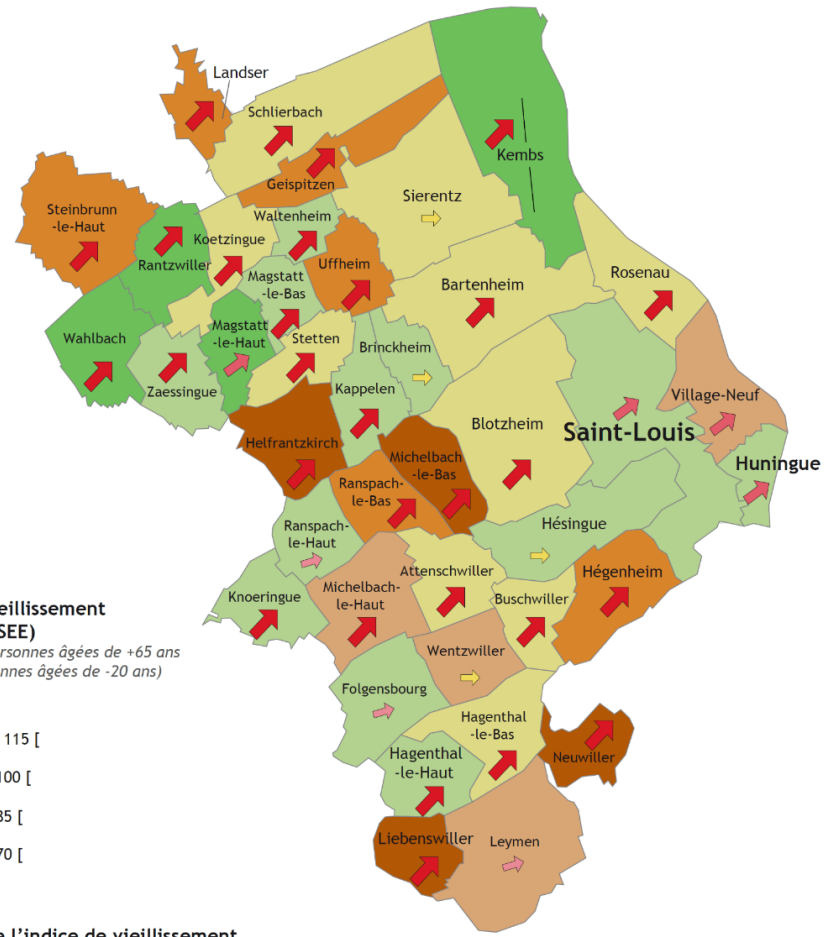 Landser
Schlierbach
Kembs
Geispitzen
Sierentz
Steinbrunn
-le-Haut
Waltenheim
Koetzingue
Rantzwiller
Uffheim
Rosenau
Magstatt
-le-Bas
Bartenheim
Wahlbach
Magstatt
-le-Haut
Stetten
Brinckheim
Zaessingue
Kappelen
Village-Neuf
Blotzheim
Saint-Louis
Helfrantzkirch
Michelbach
-le-Bas
Huningue
Ranspach-
le-Bas
Ranspach-
le-Haut
Hésingue
Attenschwiller
Hégenheim
Knoeringue
Michelbach-
le-Haut
Buschwiller
Wentzwiller
Folgensbourg
Hagenthal
-le-Bas
Hagenthal
-le-Haut
Neuwiller
Liebenswiller
Leymen
eillissement
SEE)
ersonnes âgées de +65 ans
nnes âgées de -20 ans)
115 [
100 [
85 [
70 [
e l'indice de vieillissement